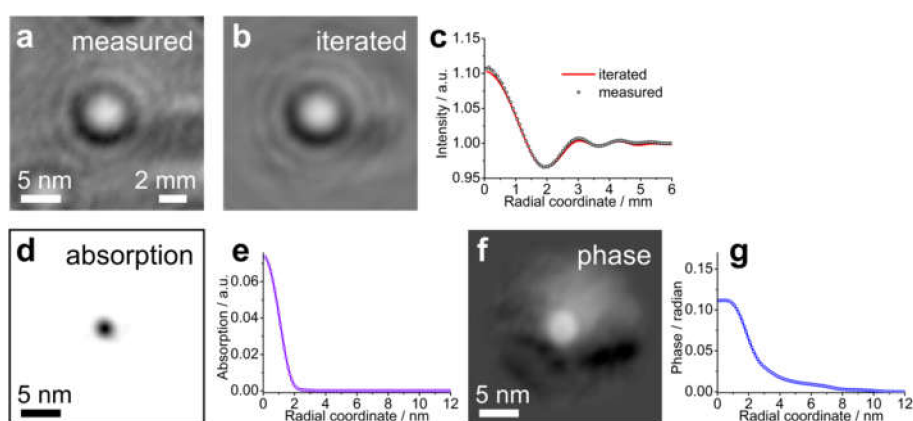 a measured
5 nm 2 mm
b iterated
c
Intensity / a.u.
1.15
1.10
1.05
1.00
0.95
iterated
measured
0 1 2 3 4 5 6
Radial coordinate / mm
d absorption
5 nm
e
Absorption / a.u.
0.06
0.04
0.02
0.00
0 2 4 6 8 10 12
Radial coordinate / nm
f phase
5 nm
g
Phase / radian
0.15
0.10
0.05
0.00
0 2 4 6 8 10 12
Radial coordinate / nm